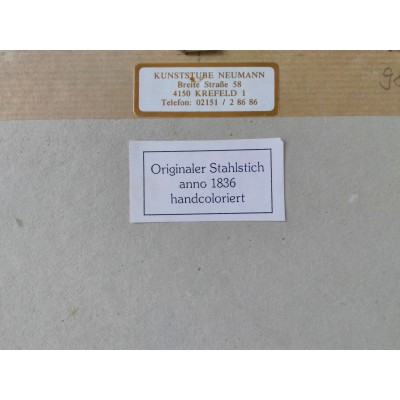 KUNSTSTUBE NEUMANN
Breite Straße 58
4150 KREFELD 1
Telefon: 02151 / 2 86 86
Originaler Stahlstich
anno 1836
handcoloriert